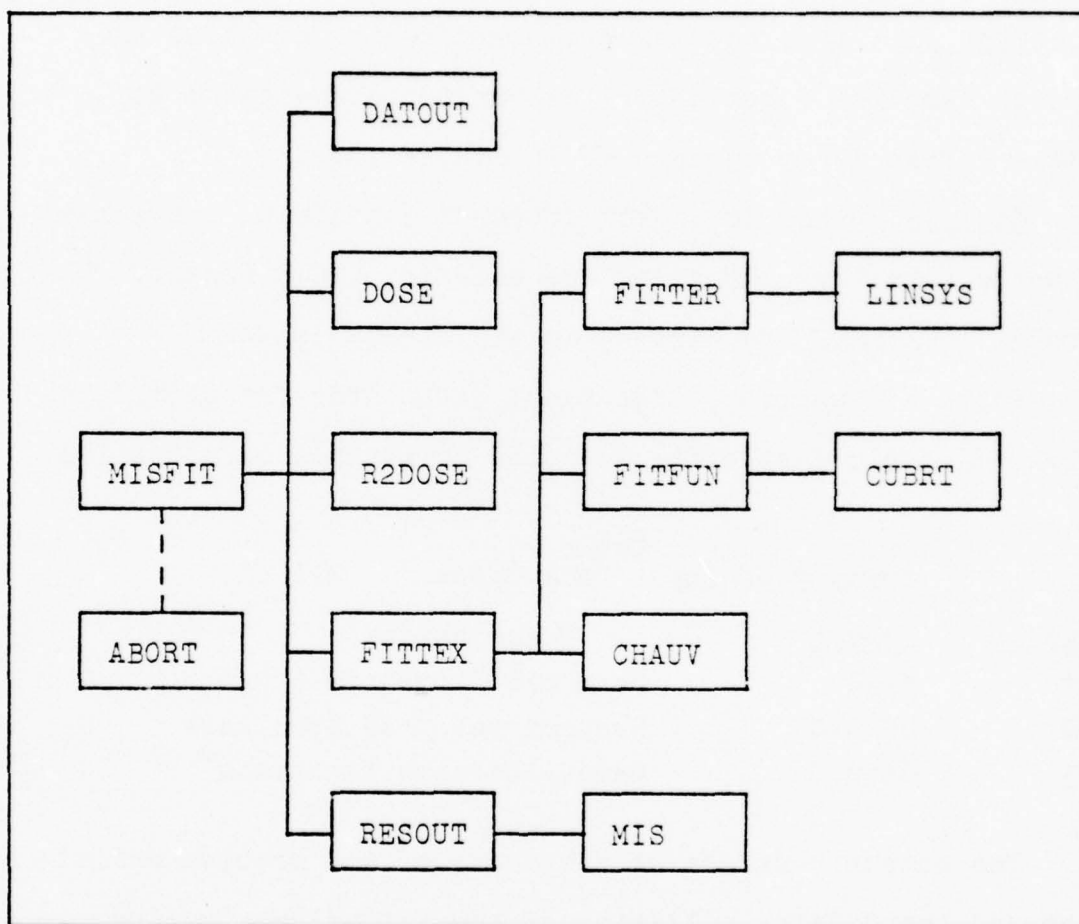 DATOUT
DOSE
FITTER
LINSYS
MISFIT
R2DOSE
FITFUN
CUBRT
ABORT
FITTEX
CHAUV
RESOUT
MIS